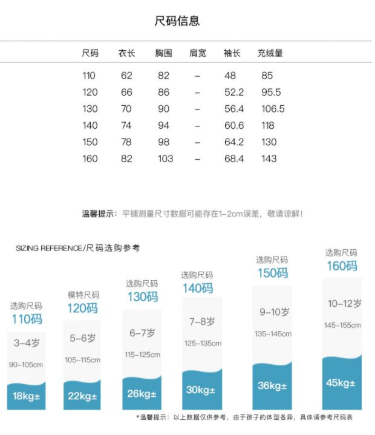 尺码信息
尺码 衣长 胸围 肩宽 袖长 充绒量
110 62 82 – 48 85
120 66 86 – 52.2 95.5
130 70 90 – 56.4 106.5
140 74 94 – 60.6 118
150 78 98 – 64.2 130
160 82 103 – 68.4 143
温馨提示：平铺测量尺寸数据可能存在1-2cm误差，敬请谅解！
SIZING REFERENCE/尺码选购参考
选购尺码 110码 3-4岁 90-105cm 18kg±
模特尺码 120码 5-6岁 105-115cm 22kg±
选购尺码 130码 6-7岁 115-125cm 26kg±
选购尺码 140码 7-8岁 125-135cm 30kg±
选购尺码 150码 9-10岁 135-145cm 36kg±
选购尺码 160码 10-12岁 145-155cm 45kg±
*温馨提示：以上数据仅供参考，由于孩子的体型各异，具体请参考尺码表